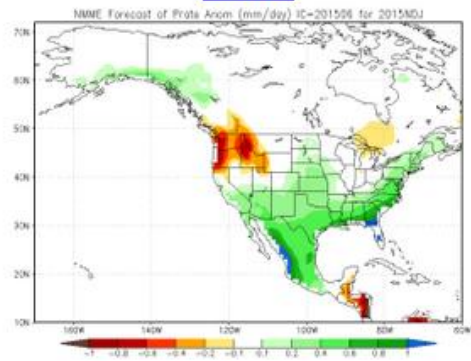 NMME Forecast of Prate Anom (mm/day) IC=201506 for 2015NDJ
70N
60N
50N
40N
30N
20N
10N
160W 140W 120W 100W 80W 60W
-1 -0.8 -0.6 -0.4 -0.2 -0.1 0.1 0.2 0.4 0.6 0.8 1